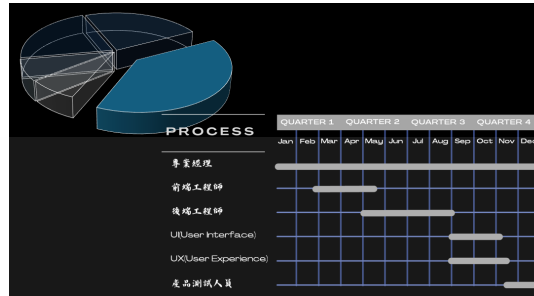 QUARTER 1 QUARTER 2 QUARTER 3 QUARTER 4
PROCESS
Jan Feb Mar Apr May Jun Jul Aug Sep Oct Nov Dec
專業經理
前端工程師
後端工程師
UI(User Interface)
UX(User Experience)
產品測試人員